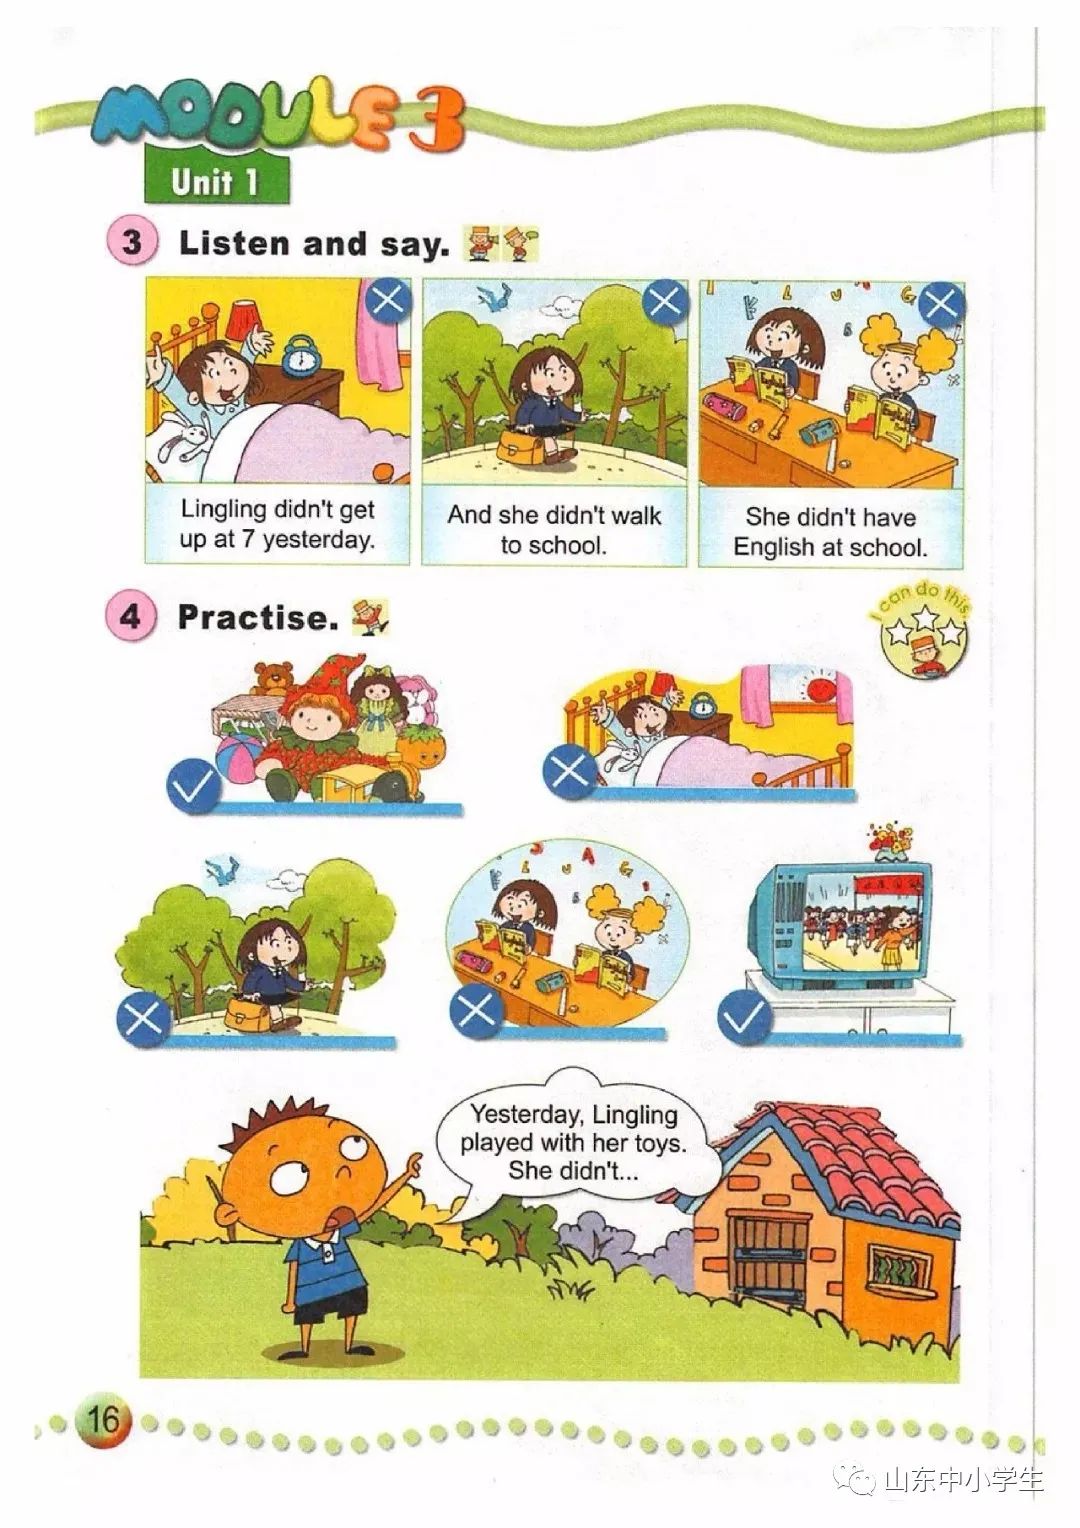 MODULE 3
Unit 1
3 Listen and say.
Lingling didn't get
up at 7 yesterday.
And she didn't walk
to school.
She didn't have
English at school.
4 Practise.
I can do this.
Yesterday, Lingling
played with her toys.
She didn't...
16
山东中小学生